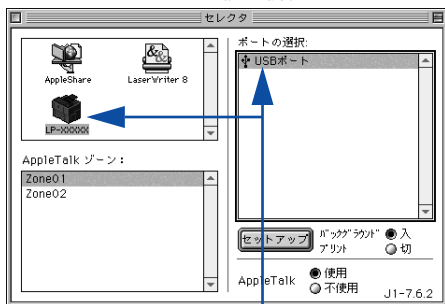 セレクタ
AppleShare
LaserWriter 8
LP-XXXXX
AppleTalk ゾーン：
Zone01
Zone02
ポートの選択:
USBポート
セットアップ
バックグラウンド
プリント
入
切
AppleTalk
使用
不使用
J1-7.6.2